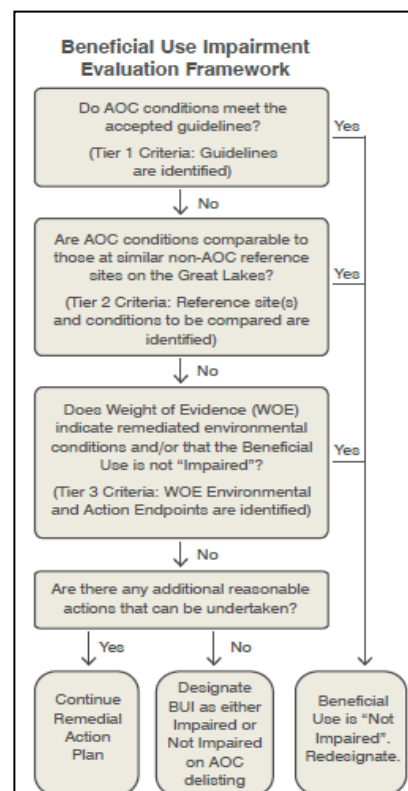 Beneficial Use Impairment
Evaluation Framework
Do AOC conditions meet the
accepted guidelines?
(Tier 1 Criteria: Guidelines
are identified)
Yes
No
Are AOC conditions comparable to
those at similar non-AOC reference
sites on the Great Lakes?
(Tier 2 Criteria: Reference site(s)
and conditions to be compared are
identified)
Yes
No
Does Weight of Evidence (WOE)
indicate remediated environmental
conditions and/or that the Beneficial
Use is not “Impaired”?
(Tier 3 Criteria: WOE Environmental
and Action Endpoints are identified)
Yes
No
Are there any additional reasonable
actions that can be undertaken?
Yes
No
Continue
Remedial
Action
Plan
Designate
BUI as either
Impaired or
Not Impaired
on AOC
delisting
Beneficial
Use is “Not
Impaired”.
Redesignate.